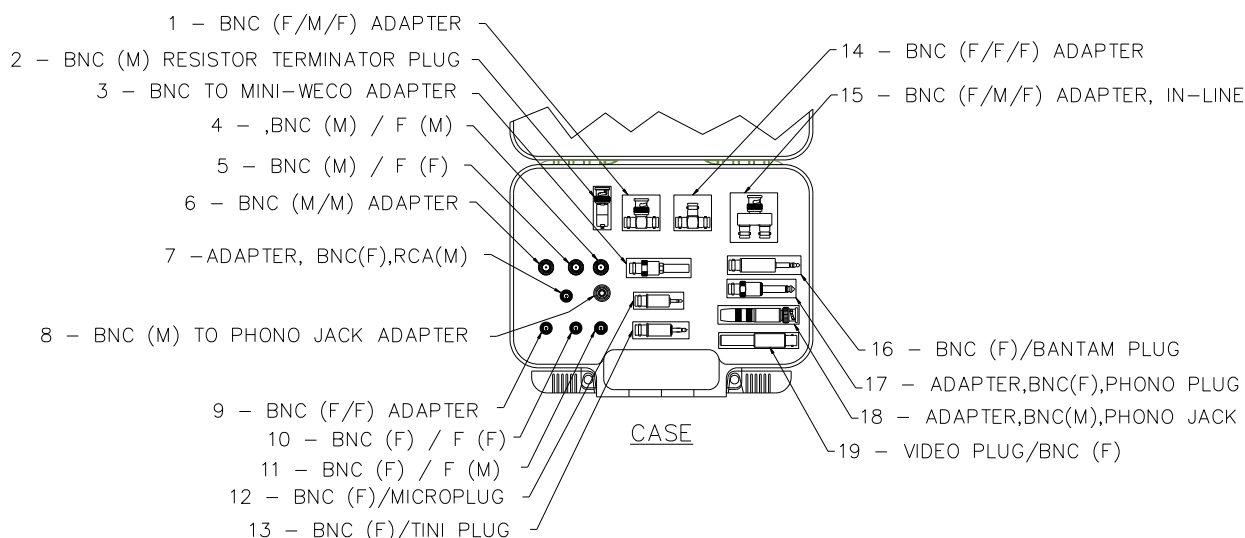 1 – BNC (F/M/F) ADAPTER
2 – BNC (M) RESISTOR TERMINATOR PLUG
3 – BNC TO MINI-WECO ADAPTER
4 – ,BNC (M) / F (M)
5 – BNC (M) / F (F)
6 – BNC (M/M) ADAPTER
7 –ADAPTER, BNC(F),RCA(M)
8 – BNC (M) TO PHONO JACK ADAPTER
9 – BNC (F/F) ADAPTER
10 – BNC (F) / F (F)
11 – BNC (F) / F (M)
12 – BNC (F)/MICROPLUG
13 – BNC (F)/TINI PLUG
CASE
14 – BNC (F/F/F) ADAPTER
15 – BNC (F/M/F) ADAPTER, IN-LINE
16 – BNC (F)/BANTAM PLUG
17 – ADAPTER,BNC(F),PHONO PLUG
18 – ADAPTER,BNC(M),PHONO JACK
19 – VIDEO PLUG/BNC (F)